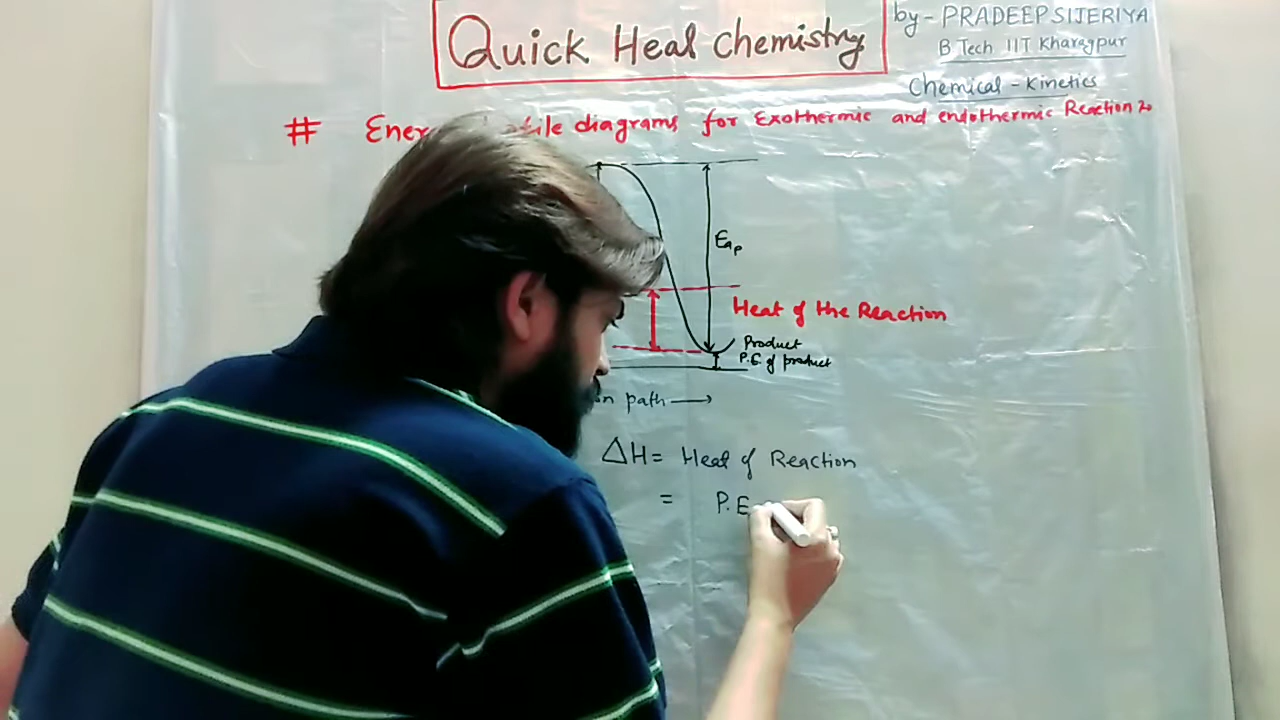 Quick Heal Chemistry
by- PRADEEP SIJERIYA
B Tech IIT Kharagpur
Chemical - Kinetics
# diagrams for Exothermic and endothermic Reaction
Eap
Heat of the Reaction
Product
P.E. of product
path →
ΔH = Heat of Reaction
= P.E